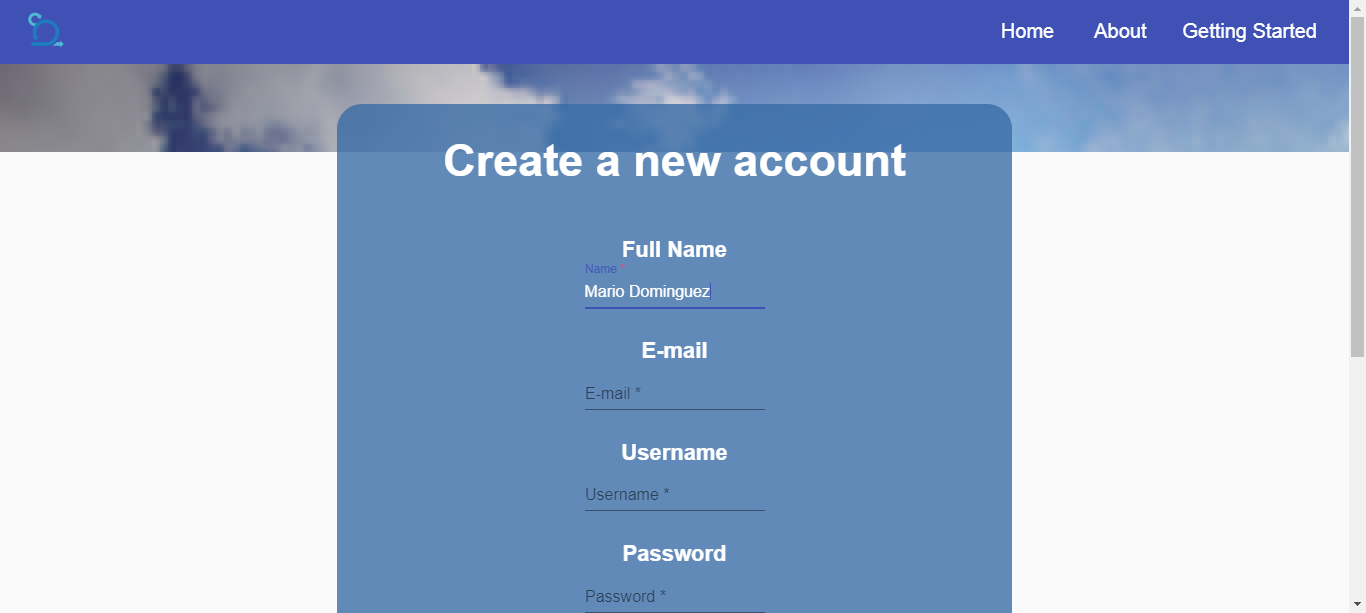 Home About Getting Started
Create a new account
Full Name
Name *
Mario Dominguez
E-mail
E-mail *
Username
Username *
Password
Password *